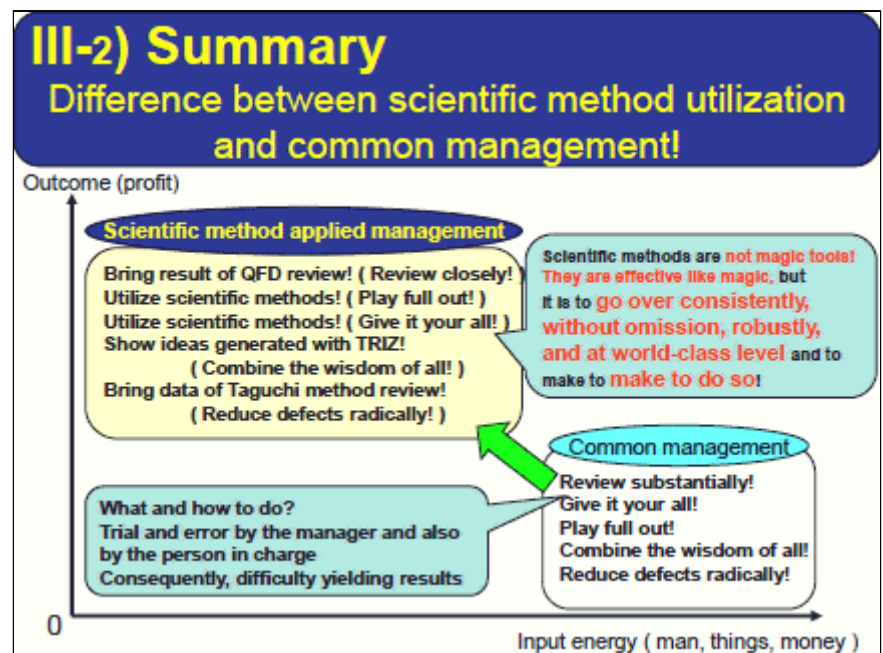 III-2) Summary
Difference between scientific method utilization
and common management!
Outcome (profit)
Scientific method applied management
Bring result of QFD review! ( Review closely! )
Utilize scientific methods! ( Play full out! )
Utilize scientific methods! ( Give it your all! )
Show ideas generated with TRIZ!
( Combine the wisdom of all! )
Bring data of Taguchi method review!
( Reduce defects radically! )
Scientific methods are not magic tools!
They are effective like magic, but
it is to go over consistently,
without omission, robustly,
and at world-class level and to
make to make to do so!
Common management
Review substantially!
Give it your all!
Play full out!
Combine the wisdom of all!
Reduce defects radically!
What and how to do?
Trial and error by the manager and also
by the person in charge
Consequently, difficulty yielding results
0
Input energy ( man, things, money )